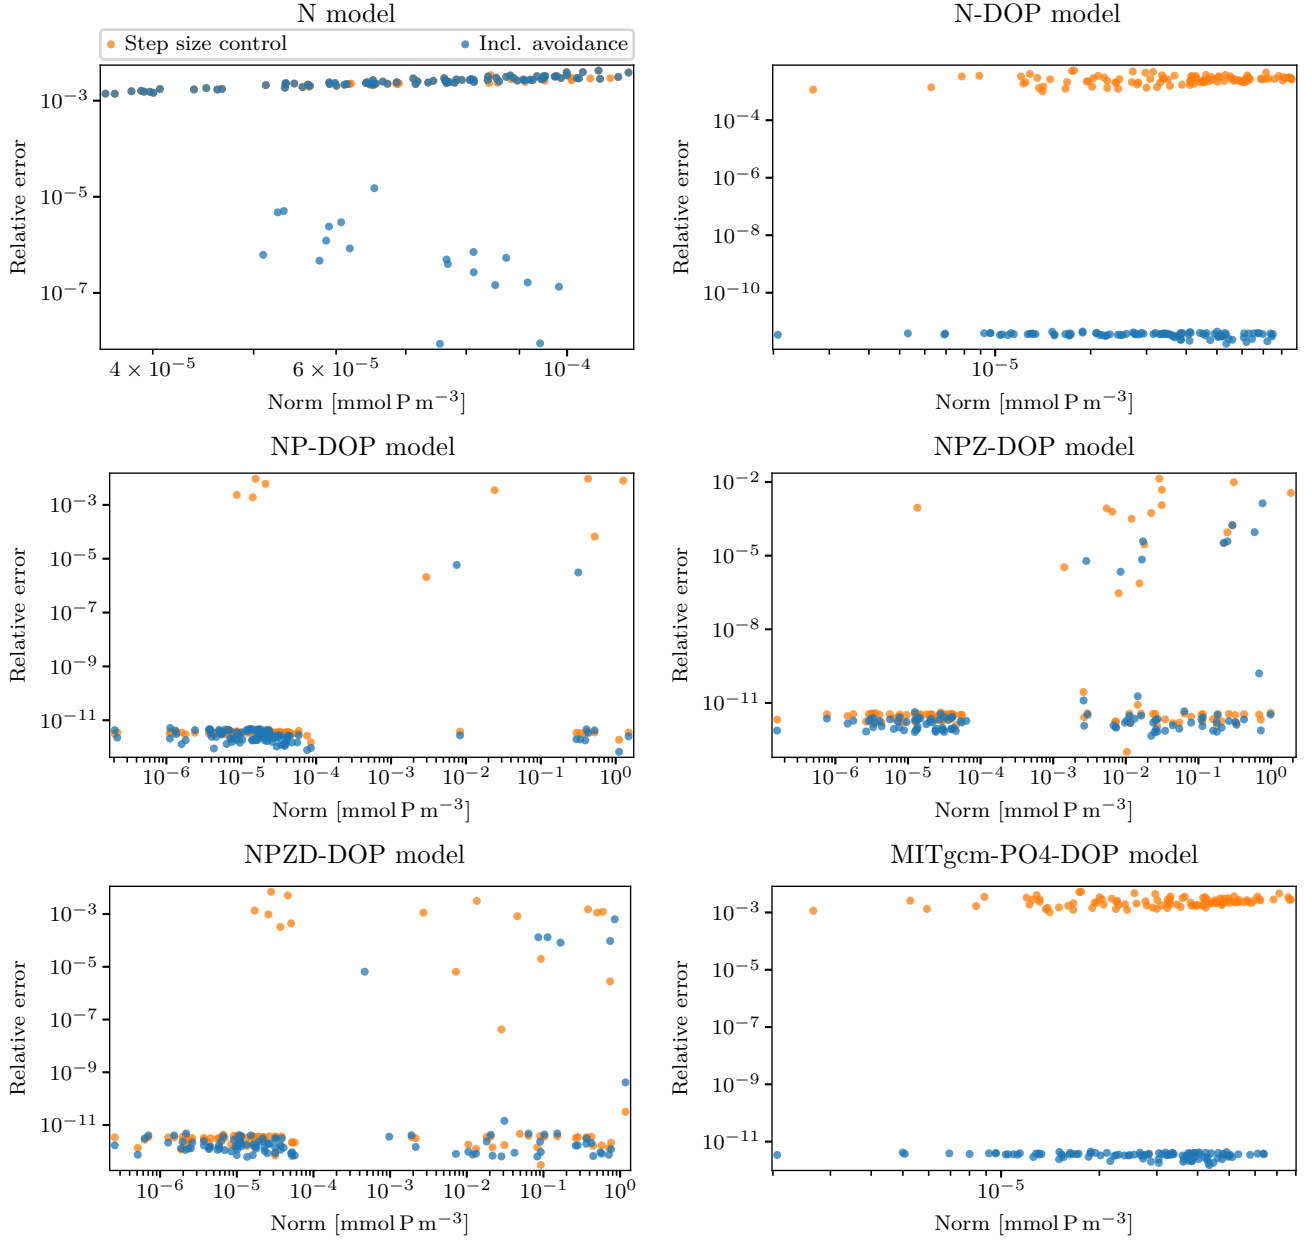 N model
Step size control Incl. avoidance
10⁻³
10⁻⁵
10⁻⁷
Relative error
4 × 10⁻⁵ 6 × 10⁻⁵ 10⁻⁴
Norm [mmol P m⁻³]
N-DOP model
10⁻⁴
10⁻⁶
10⁻⁸
10⁻¹⁰
Relative error
10⁻⁵
Norm [mmol P m⁻³]
NP-DOP model
10⁻³
10⁻⁵
10⁻⁷
10⁻⁹
10⁻¹¹
Relative error
10⁻⁶ 10⁻⁵ 10⁻⁴ 10⁻³ 10⁻² 10⁻¹ 10⁰
Norm [mmol P m⁻³]
NPZ-DOP model
10⁻²
10⁻⁵
10⁻⁸
10⁻¹¹
Relative error
10⁻⁶ 10⁻⁵ 10⁻⁴ 10⁻³ 10⁻² 10⁻¹ 10⁰
Norm [mmol P m⁻³]
NPZD-DOP model
10⁻³
10⁻⁵
10⁻⁷
10⁻⁹
10⁻¹¹
Relative error
10⁻⁶ 10⁻⁵ 10⁻⁴ 10⁻³ 10⁻² 10⁻¹ 10⁰
Norm [mmol P m⁻³]
MITgcm-PO4-DOP model
10⁻³
10⁻⁵
10⁻⁷
10⁻⁹
10⁻¹¹
Relative error
10⁻⁵
Norm [mmol P m⁻³]